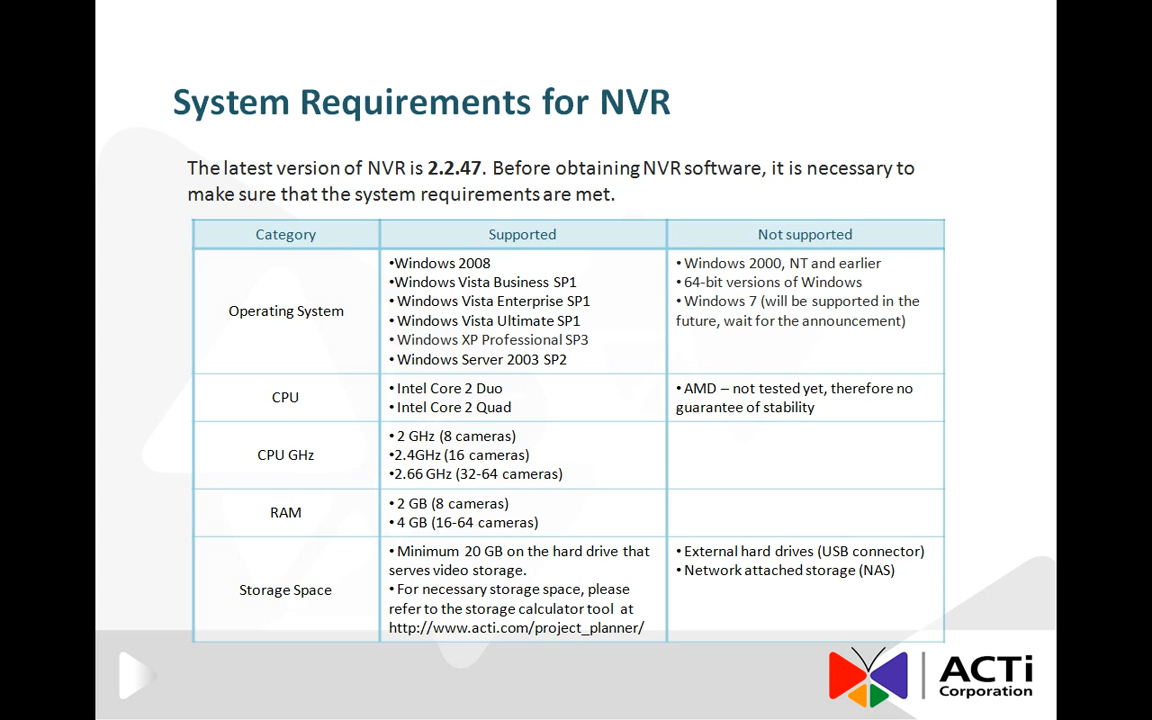 System Requirements for NVR
The latest version of NVR is 2.2.47. Before obtaining NVR software, it is necessary to
make sure that the system requirements are met.
Category
Supported
Not supported
Operating System
•Windows 2008
•Windows Vista Business SP1
• Windows Vista Enterprise SP1
• Windows Vista Ultimate SP1
• Windows XP Professional SP3
• Windows Server 2003 SP2
• Windows 2000, NT and earlier
• 64-bit versions of Windows
• Windows 7 (will be supported in the
future, wait for the announcement)
CPU
• Intel Core 2 Duo
• Intel Core 2 Quad
• AMD – not tested yet, therefore no
guarantee of stability
CPU GHz
• 2 GHz (8 cameras)
•2.4GHz (16 cameras)
•2.66 GHz (32-64 cameras)
RAM
• 2 GB (8 cameras)
• 4 GB (16-64 cameras)
Storage Space
• Minimum 20 GB on the hard drive that
serves video storage.
• For necessary storage space, please
refer to the storage calculator tool at
http://www.acti.com/project_planner/
• External hard drives (USB connector)
• Network attached storage (NAS)
ACTi
Corporation